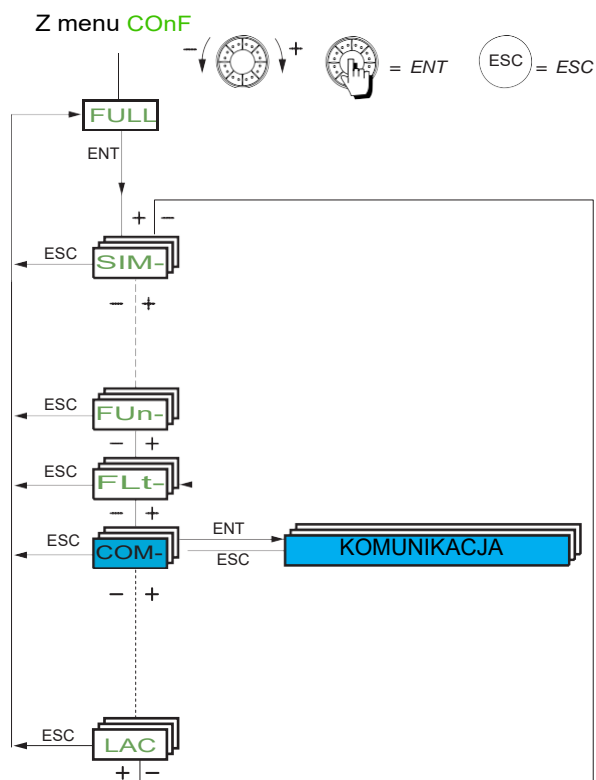 Z menu COnF
− + = ENT ESC = ESC
FULL
ENT
+ −
ESC SIM-
− +
ESC FUn-
− +
ESC FLt-
− +
ESC COM- ENT ESC KOMUNIKACJA
− +
ESC LAC
+ −